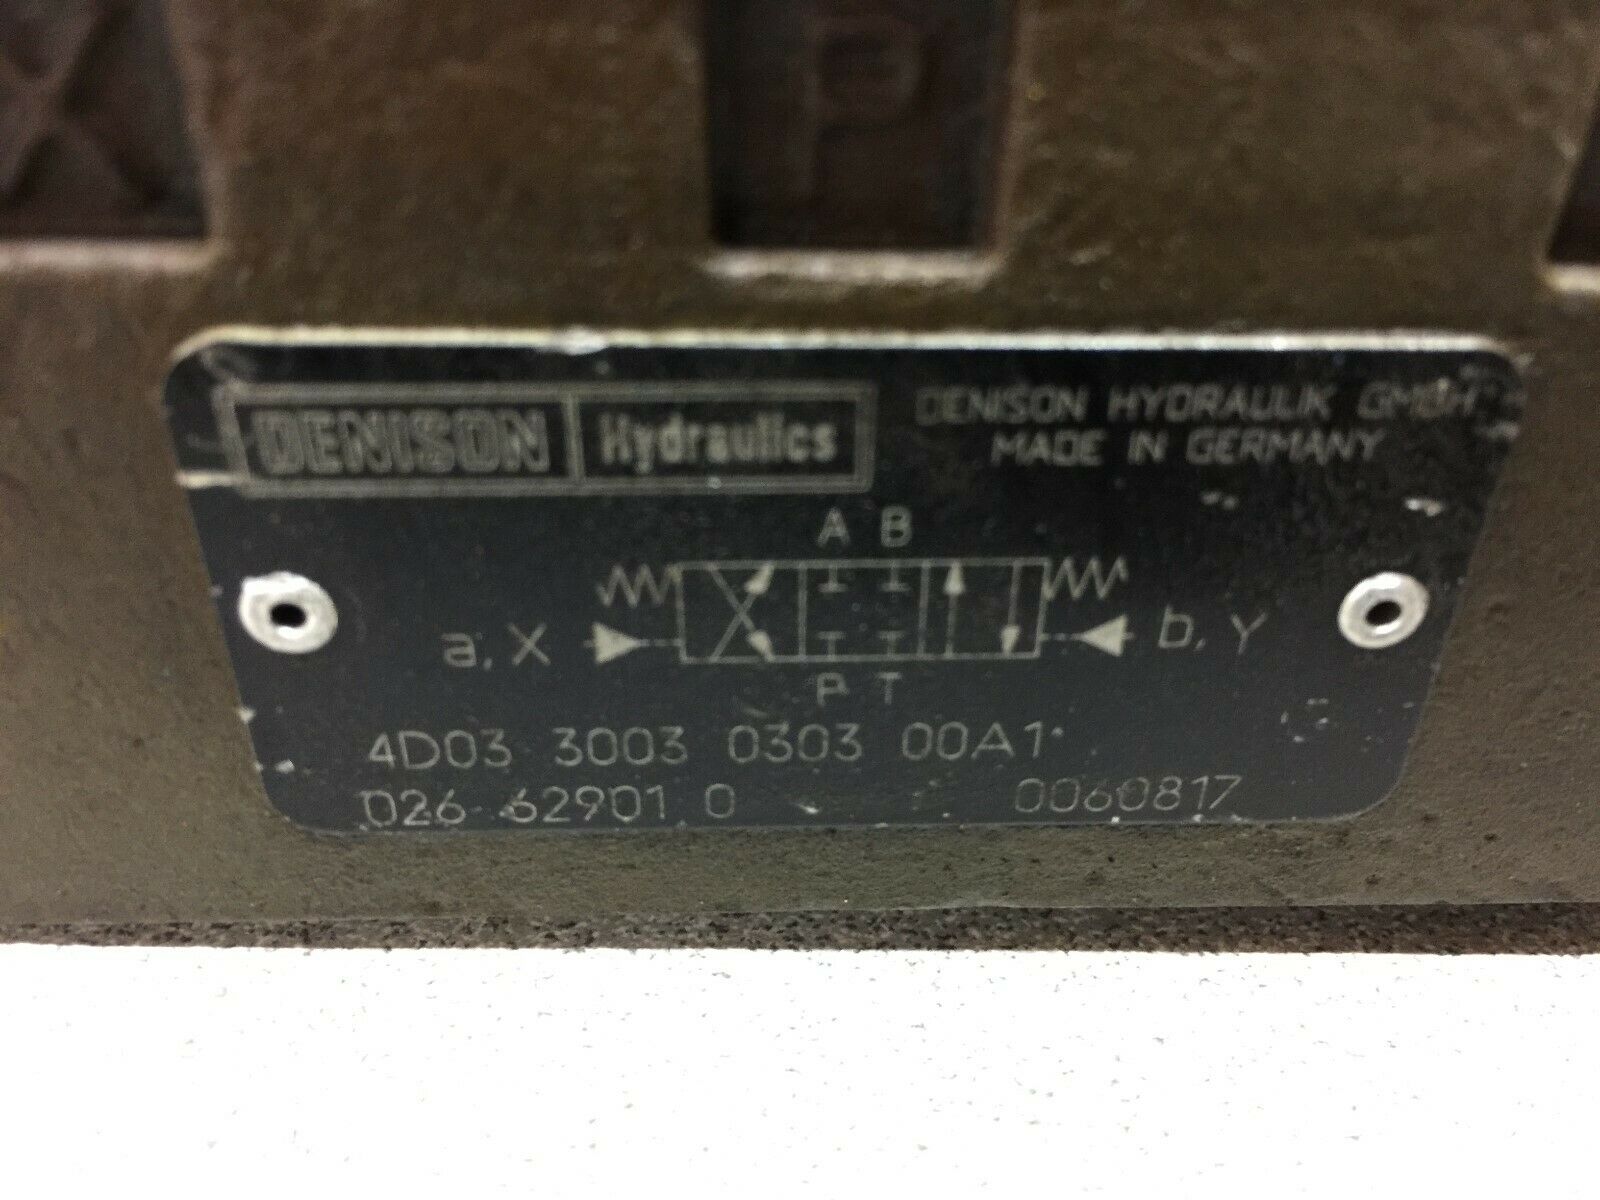 P
DENISON Hydraulics
DENISON HYDRAULIK GMBH
MADE IN GERMANY
A B
a, X
b, Y
P T
4D03 3003 0303 00A1
026-62901 0 0060817